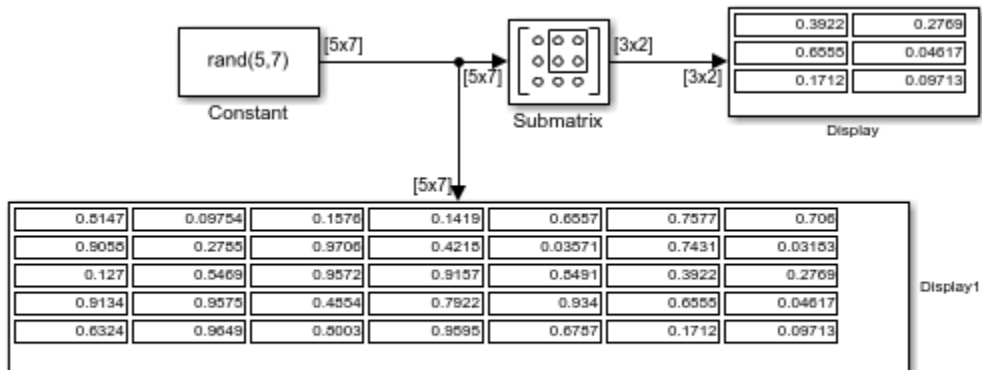 rand(5,7)
Constant
[5x7]
[5x7]
Submatrix
[3x2]
[3x2]
0.3922 0.2769
0.6555 0.04617
0.1712 0.09713
Display
[5x7]
0.8147 0.09754 0.1576 0.1419 0.6557 0.7577 0.706
0.9058 0.2785 0.9706 0.4218 0.03571 0.7431 0.03183
0.127 0.5469 0.9572 0.9157 0.8491 0.3922 0.2769
0.9134 0.9575 0.4854 0.7922 0.934 0.6555 0.04617
0.6324 0.9649 0.8003 0.9595 0.6787 0.1712 0.09713
Display1